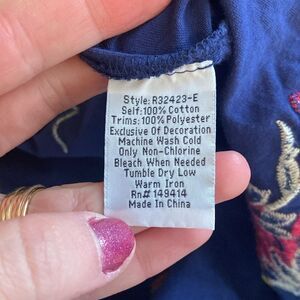 Style: R32423-E
Self: 100% Cotton
Trims: 100% Polyester
Exclusive Of Decoration
Machine Wash Cold
Only Non-Chlorine
Bleach When Needed
Tumble Dry Low
Warm Iron
Rn# 149414
Made In China